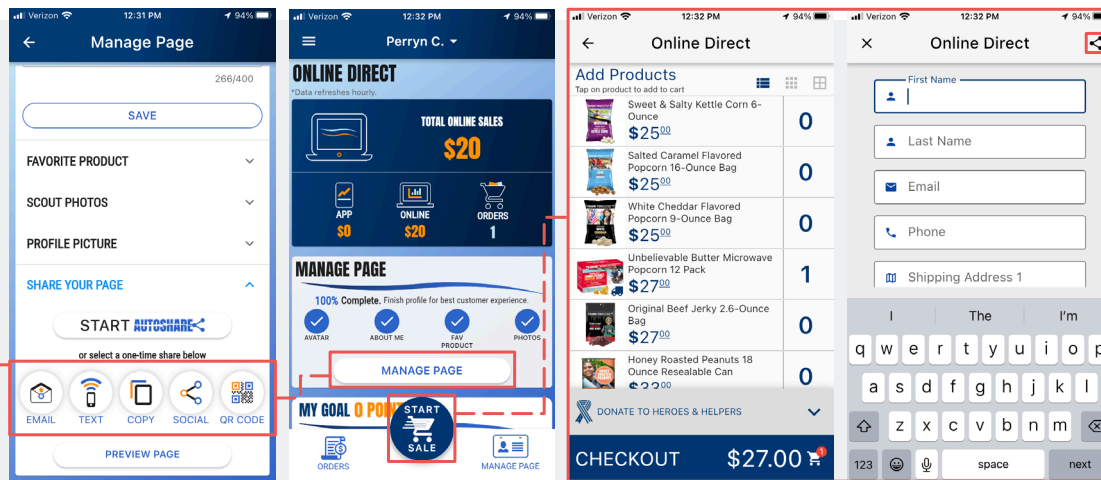 Verizon 12:31 PM 94%
Manage Page
266/400
SAVE
FAVORITE PRODUCT
SCOUT PHOTOS
PROFILE PICTURE
SHARE YOUR PAGE
START AUTOSHARE
or select a one-time share below
EMAIL TEXT COPY SOCIAL QR CODE
PREVIEW PAGE
Verizon 12:32 PM 94%
Perryn C.
ONLINE DIRECT
*Data refreshes hourly.
TOTAL ONLINE SALES
$20
APP ONLINE ORDERS
$0 $20 1
MANAGE PAGE
100% Complete. Finish profile for best customer experience.
AVATAR ABOUT ME FAV PHOTOS
PRODUCT
MANAGE PAGE
MY GOAL 0 POIN
START
SALE
ORDERS MANAGE PAGE
Verizon 12:32 PM 94%
Online Direct
Add Products
Tap on product to add to cart
Sweet & Salty Kettle Corn 6-
Ounce
$25.00 0
Salted Caramel Flavored
Popcorn 16-Ounce Bag
$25.00 0
White Cheddar Flavored
Popcorn 9-Ounce Bag
$25.00 0
Unbelievable Butter Microwave
Popcorn 12 Pack
$27.00 1
Original Beef Jerky 2.6-Ounce
Bag
$27.00 0
Honey Roasted Peanuts 18
Ounce Resealable Can
0
DONATE TO HEROES & HELPERS
CHECKOUT $27.00 1
Verizon 12:32 PM 94%
Online Direct
First Name
Last Name
Email
Phone
Shipping Address 1
I The I'm
q w e r t y u i o p
a s d f g h j k l
z x c v b n m
123 space next